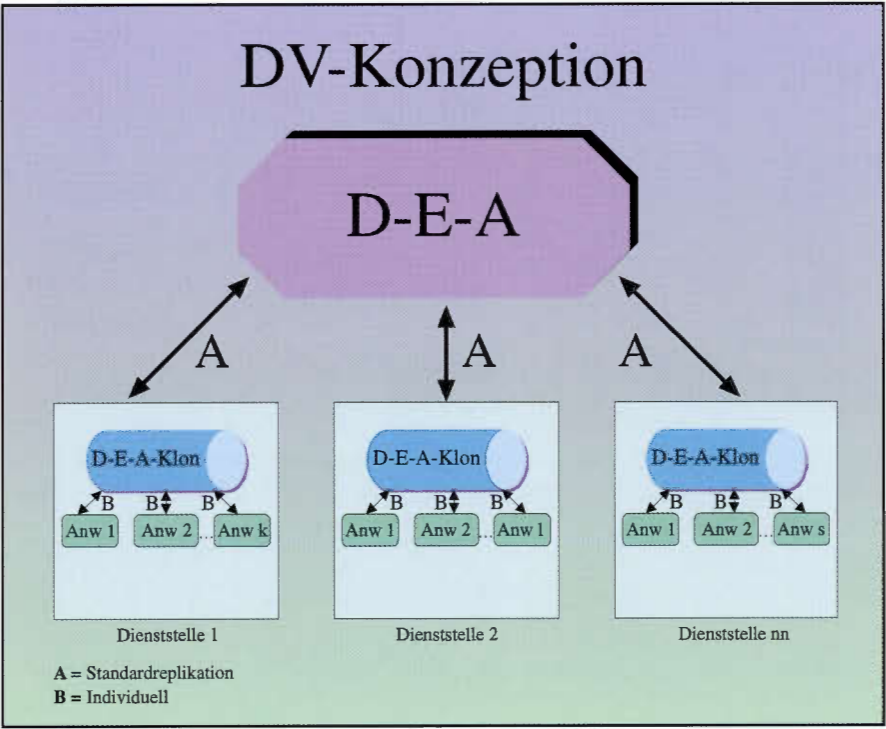 DV-Konzeption
D-E-A
A A A
D-E-A-Klon D-E-A-Klon D-E-A-Klon
B B B B B B B B B
Anw 1 Anw 2 ... Anw k Anw 1 Anw 2 ... Anw 1 Anw 1 Anw 2 ... Anw s
Dienststelle 1 Dienststelle 2 Dienststelle nn
A = Standardreplikation
B = Individuell